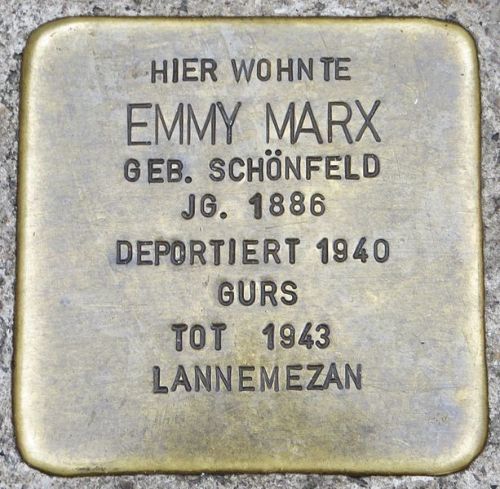 HIER WOHNTE
EMMY MARX
GEB. SCHÖNFELD
JG. 1886
DEPORTIERT 1940
GURS
TOT 1943
LANNEMEZAN